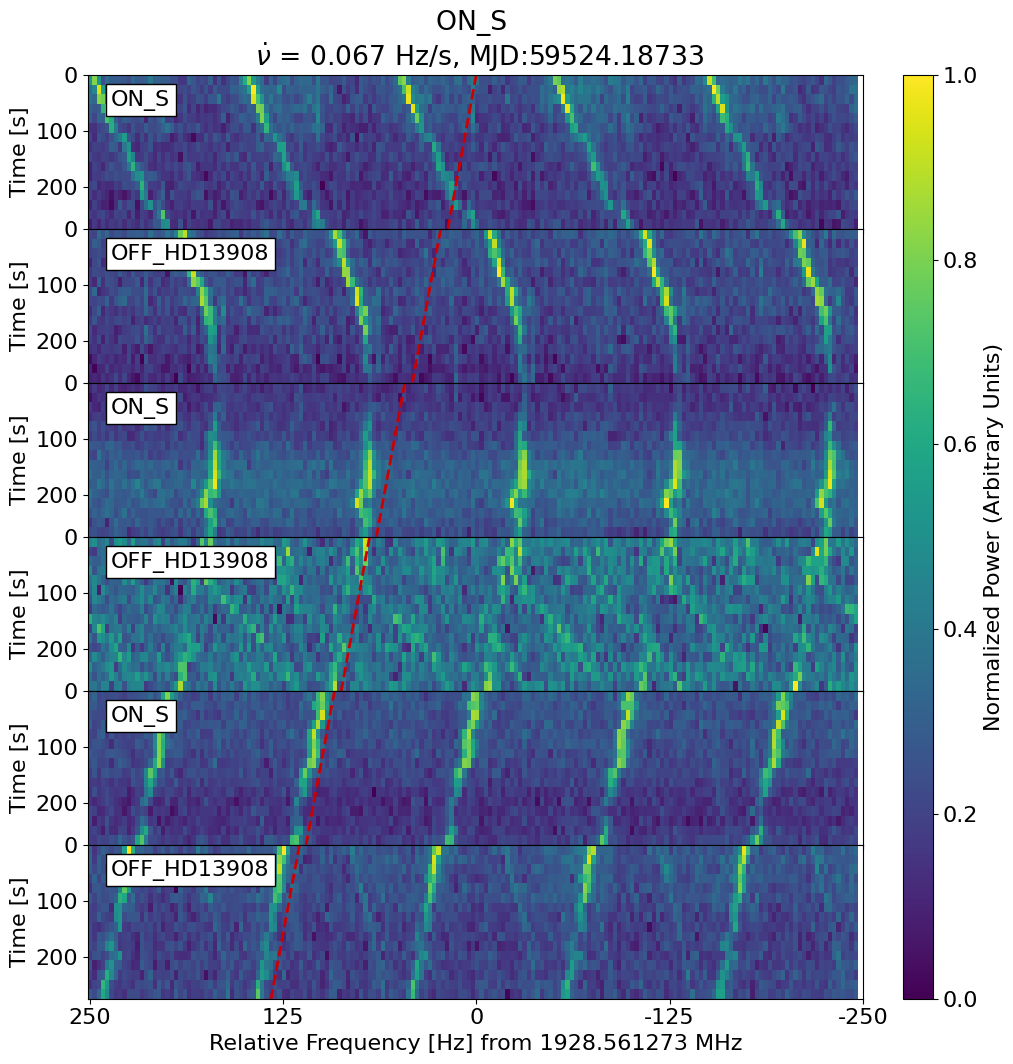 ON_S
ν̇ = 0.067 Hz/s, MJD:59524.18733
0
ON_S
Time [s]
100
200
0
OFF_HD13908
Time [s]
100
200
0
ON_S
Time [s]
100
200
0
OFF_HD13908
Time [s]
100
200
0
ON_S
Time [s]
100
200
0
OFF_HD13908
Time [s]
100
200
250 125 0 -125 -250
Relative Frequency [Hz] from 1928.561273 MHz
1.0
0.8
0.6
0.4
0.2
0.0
Normalized Power (Arbitrary Units)